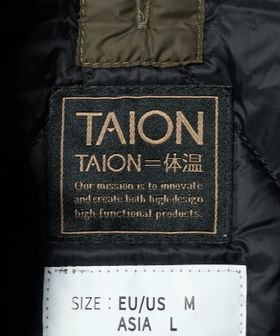 TAION
TAION=体温
Our mission is to innovate
and create both high design
high-functional products.
SIZE : EU/US M
ASIA L